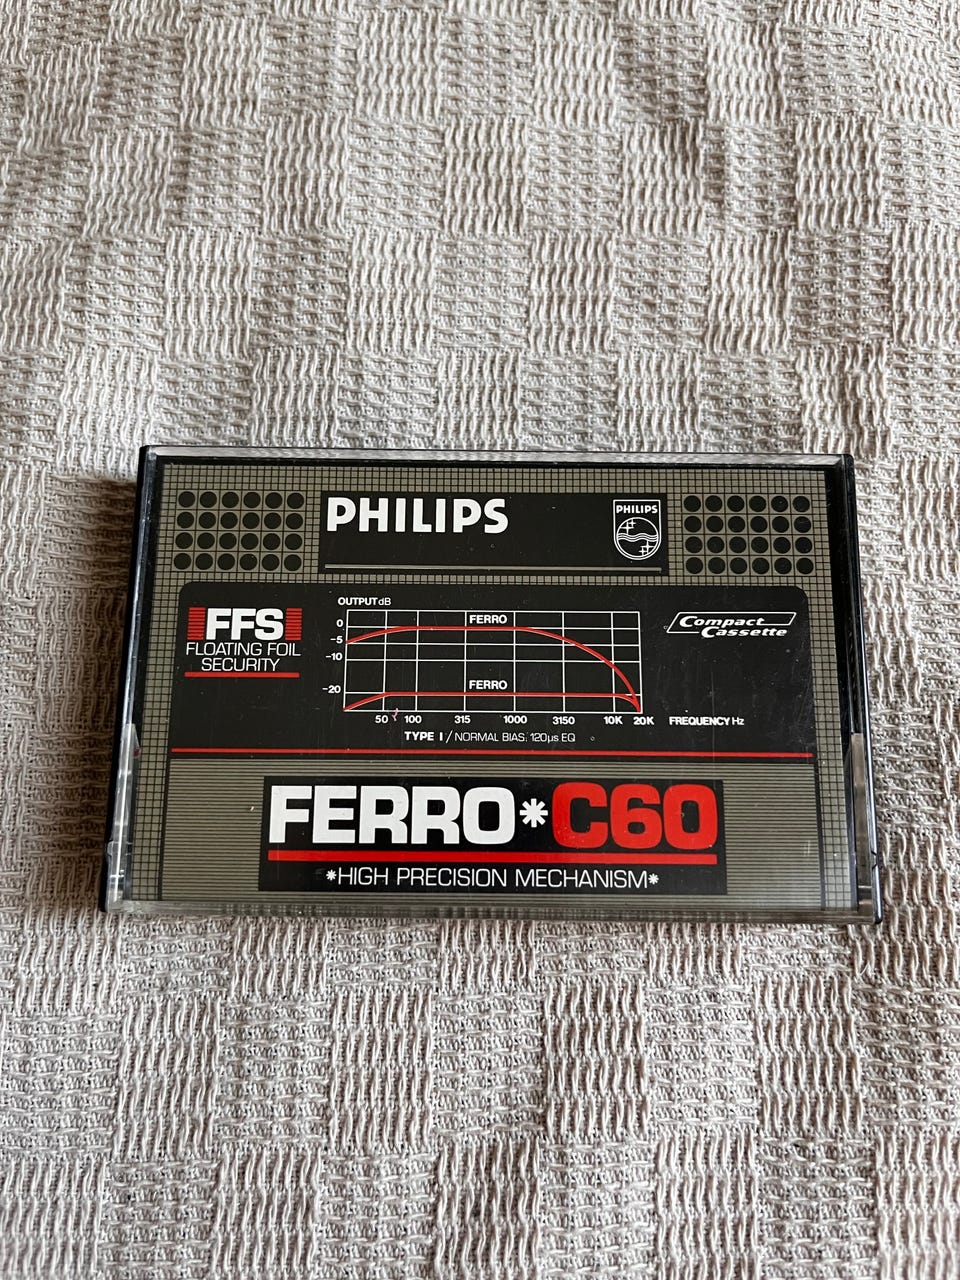 PHILIPS
PHILIPS
FFS
FLOATING FOIL
SECURITY
OUTPUT dB
0
-5
-10
-20
FERRO
FERRO
50 100 315 1000 3150 10K 20K FREQUENCY Hz
TYPE I / NORMAL BIAS. 120µs EQ
Compact
Cassette
FERRO*C60
*HIGH PRECISION MECHANISM*